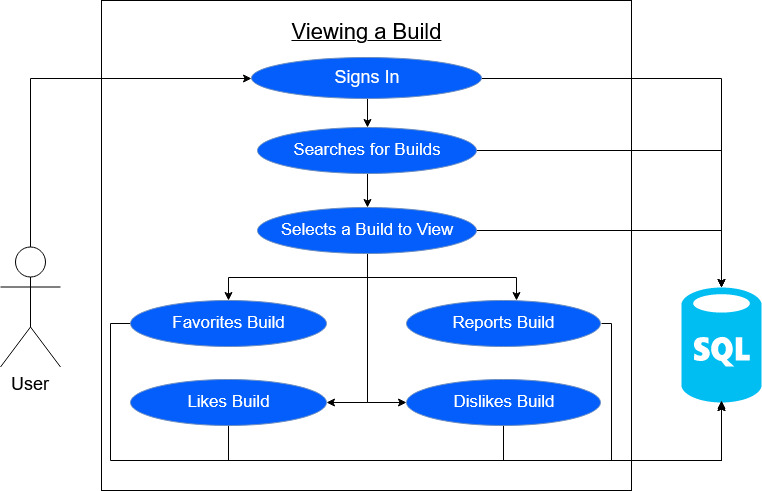 Viewing a Build
Signs In
Searches for Builds
Selects a Build to View
Favorites Build
Reports Build
SQL
User
Likes Build
Dislikes Build